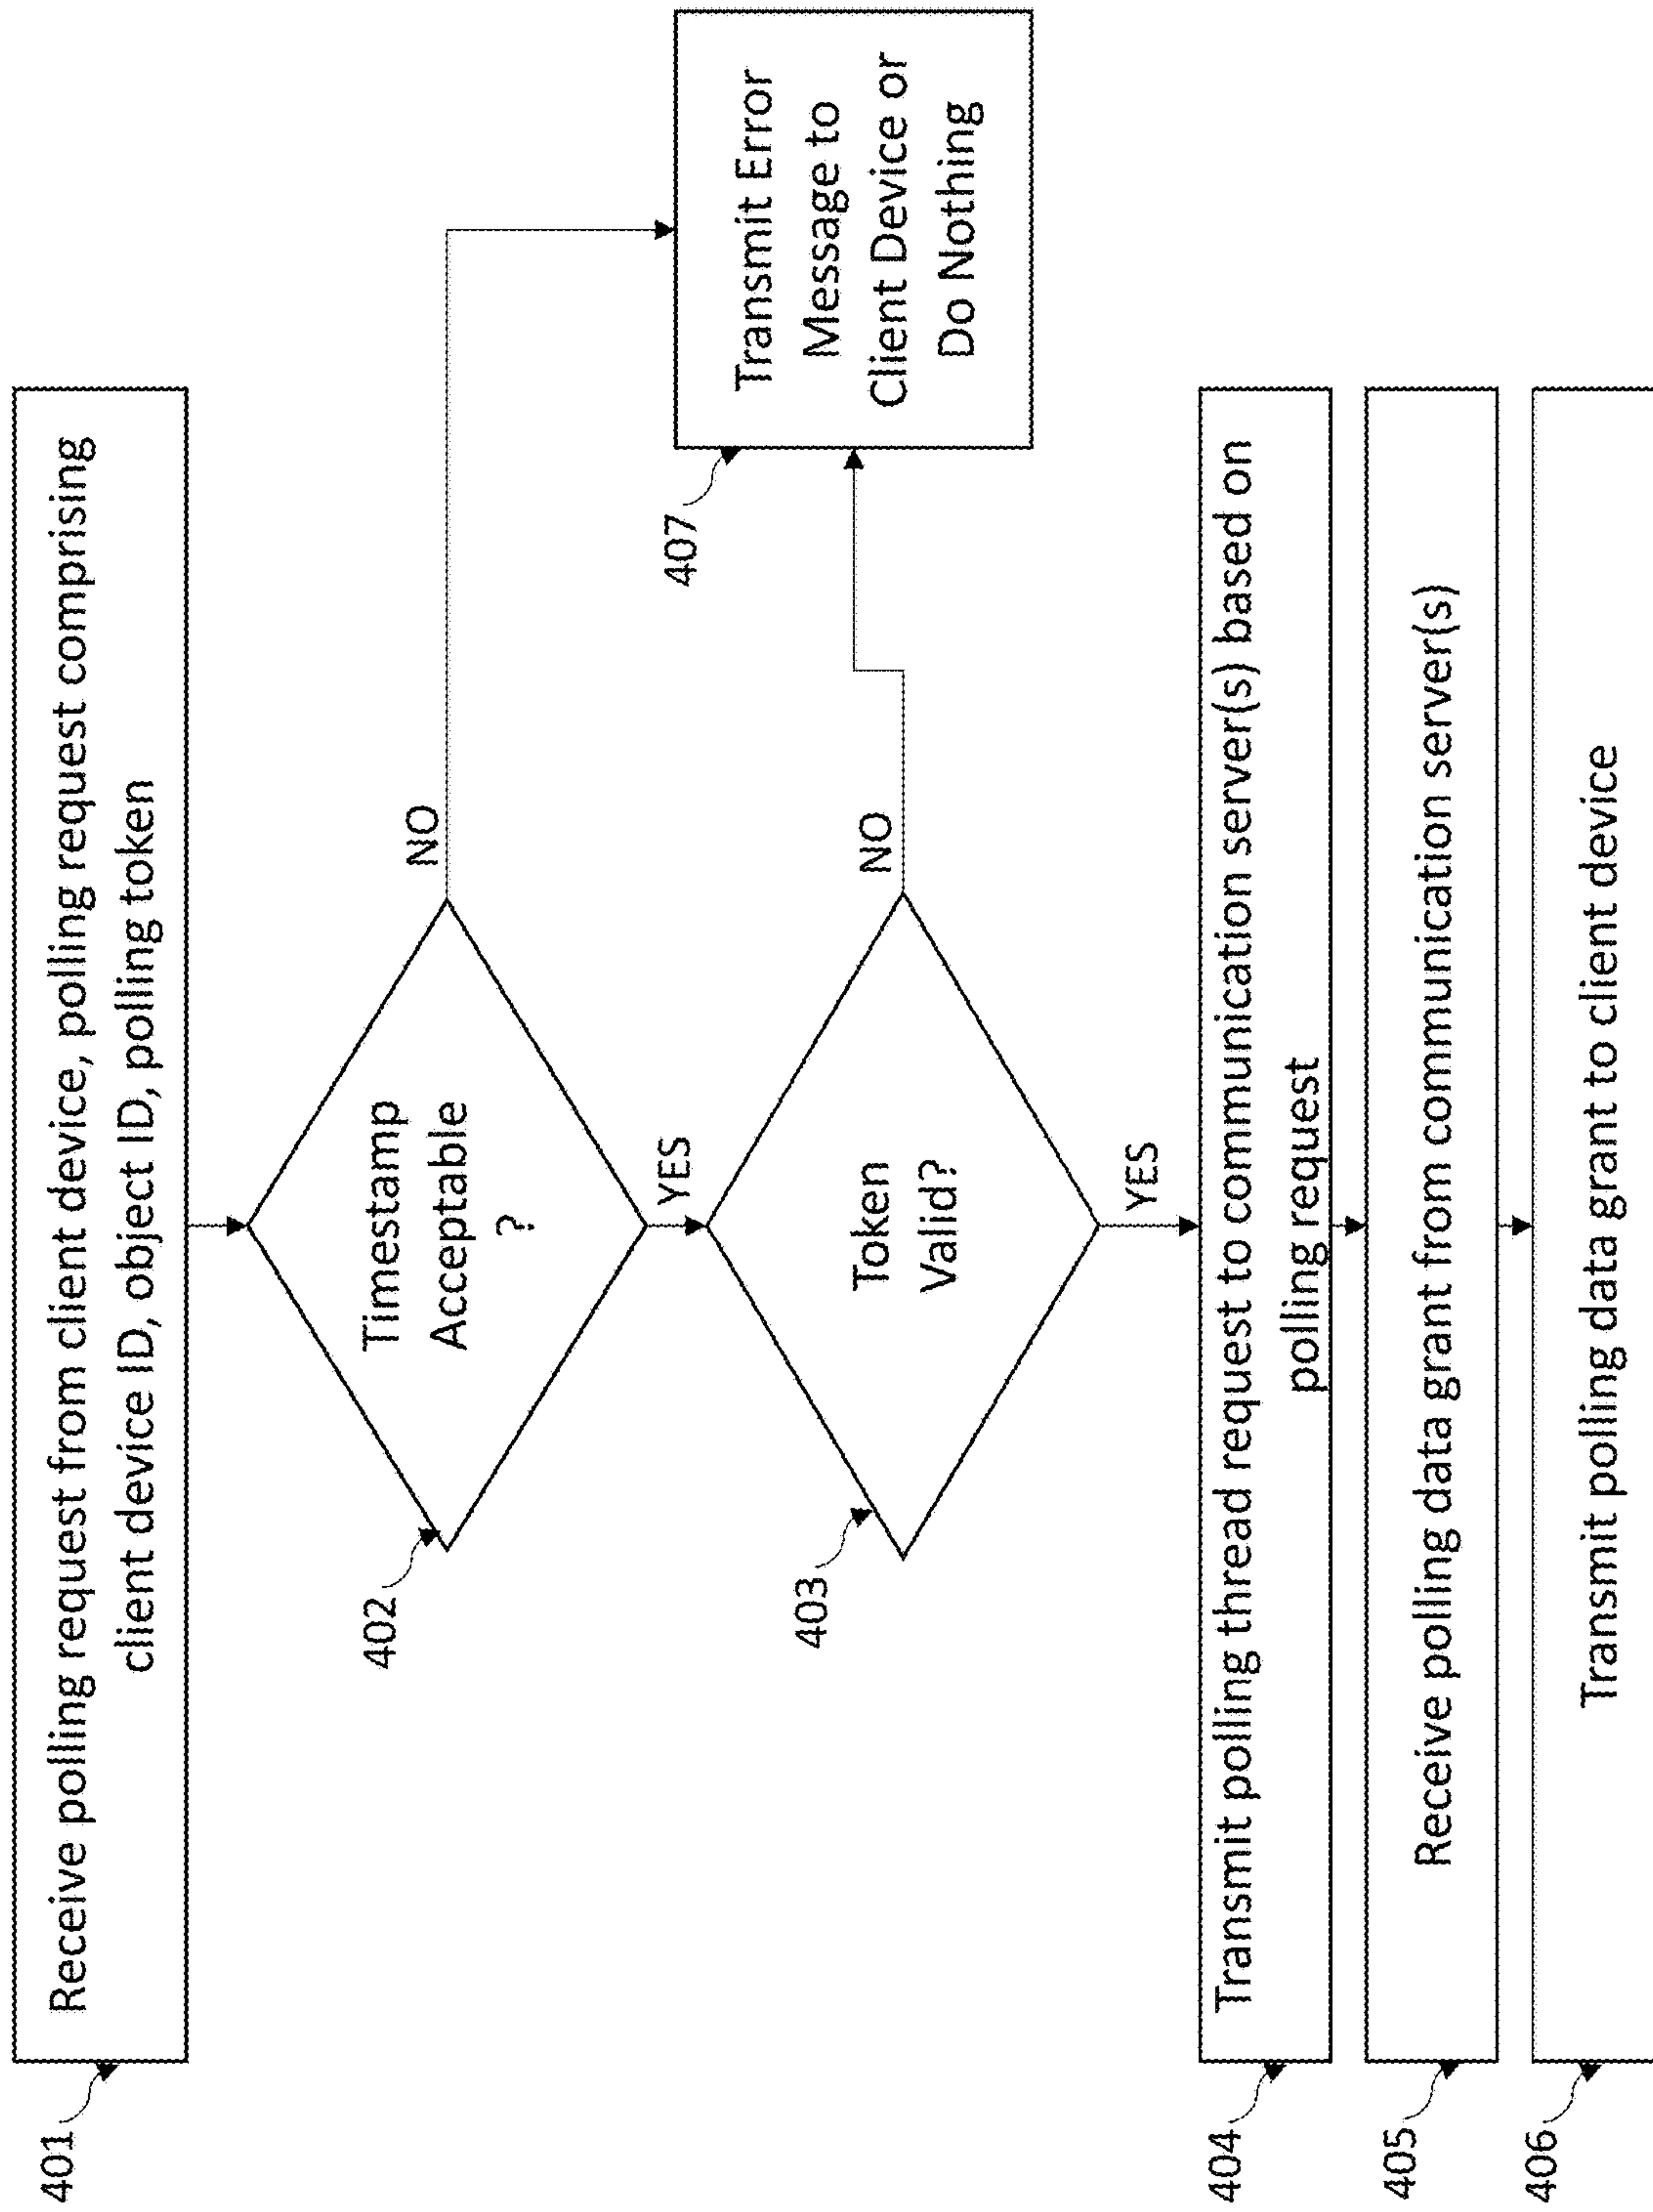 401
Receive polling request from client device, polling request comprising
client device ID, object ID, polling token
402
Timestamp
Acceptable
?
NO
YES
403
Token
Valid?
NO
YES
407
Transmit Error
Message to
Client Device or
Do Nothing
404
Transmit polling thread request to communication server(s) based on
polling request
405
Receive polling data grant from communication server(s)
406
Transmit polling data grant to client device